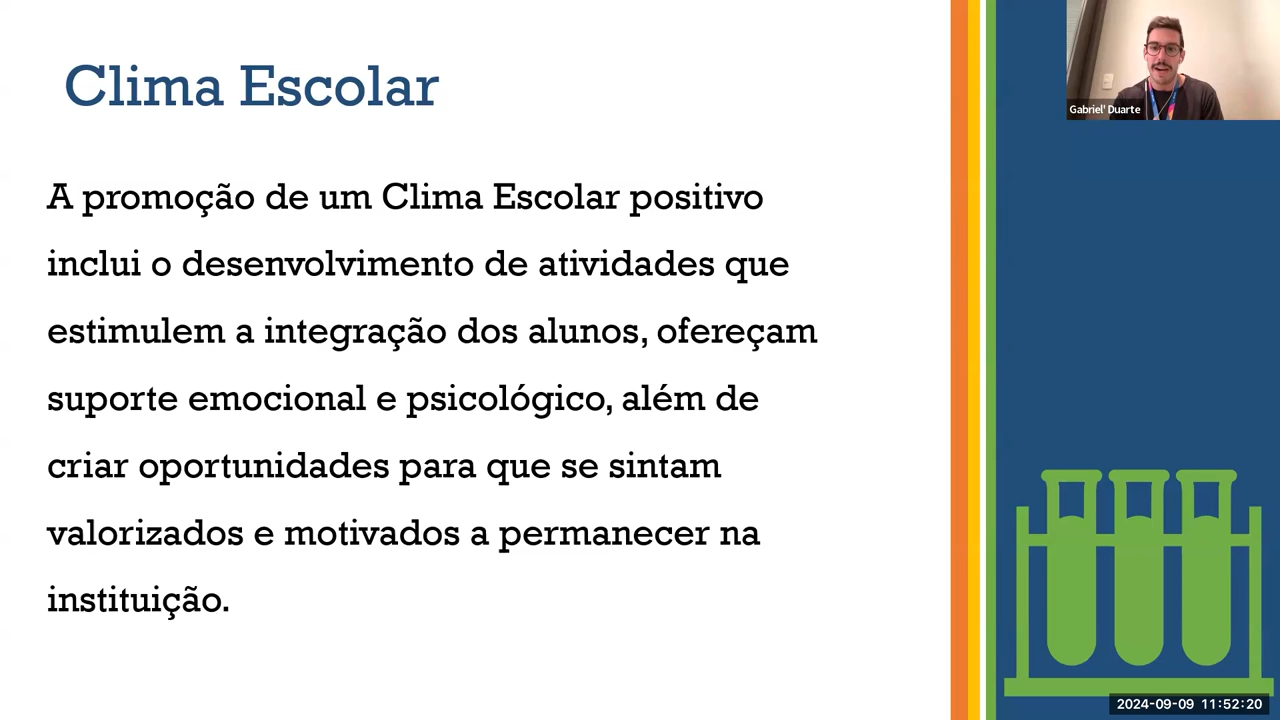 Clima Escolar
Gabriel' Duarte
A promoção de um Clima Escolar positivo
inclui o desenvolvimento de atividades que
estimulem a integração dos alunos, ofereçam
suporte emocional e psicológico, além de
criar oportunidades para que se sintam
valorizados e motivados a permanecer na
instituição.
2024-09-09 11:52:20